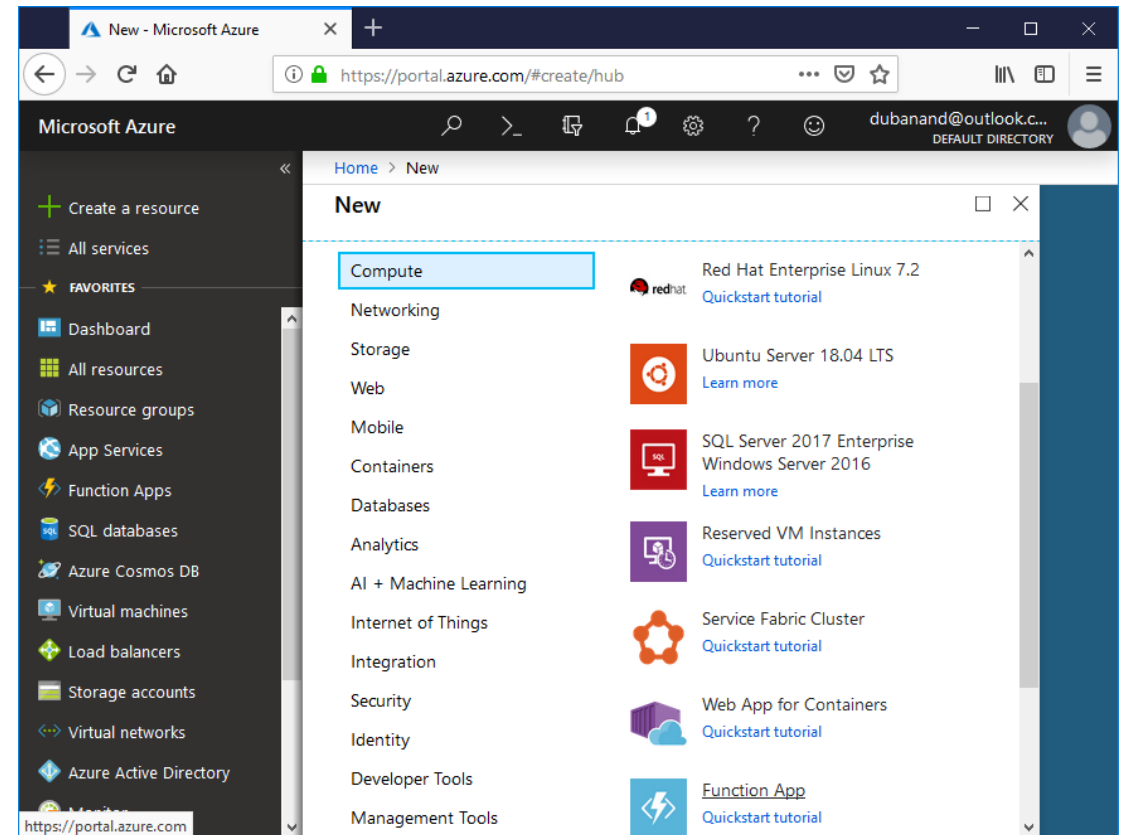 New - Microsoft Azure
https://portal.azure.com/#create/hub
Microsoft Azure
1
dubanand@outlook.c...
DEFAULT DIRECTORY
«
Create a resource
All services
FAVORITES
Dashboard
All resources
Resource groups
App Services
Function Apps
SQL
SQL databases
Azure Cosmos DB
Virtual machines
Load balancers
Storage accounts
Virtual networks
Azure Active Directory
Monitor
https://portal.azure.com
Home > New
New
Compute
Networking
Storage
Web
Mobile
Containers
Databases
Analytics
AI + Machine Learning
Internet of Things
Integration
Security
Identity
Developer Tools
Management Tools
redhat
Red Hat Enterprise Linux 7.2
Quickstart tutorial
Ubuntu Server 18.04 LTS
Learn more
SQL
SQL Server 2017 Enterprise
Windows Server 2016
Learn more
Reserved VM Instances
Quickstart tutorial
Service Fabric Cluster
Quickstart tutorial
Web App for Containers
Quickstart tutorial
Function App
Quickstart tutorial